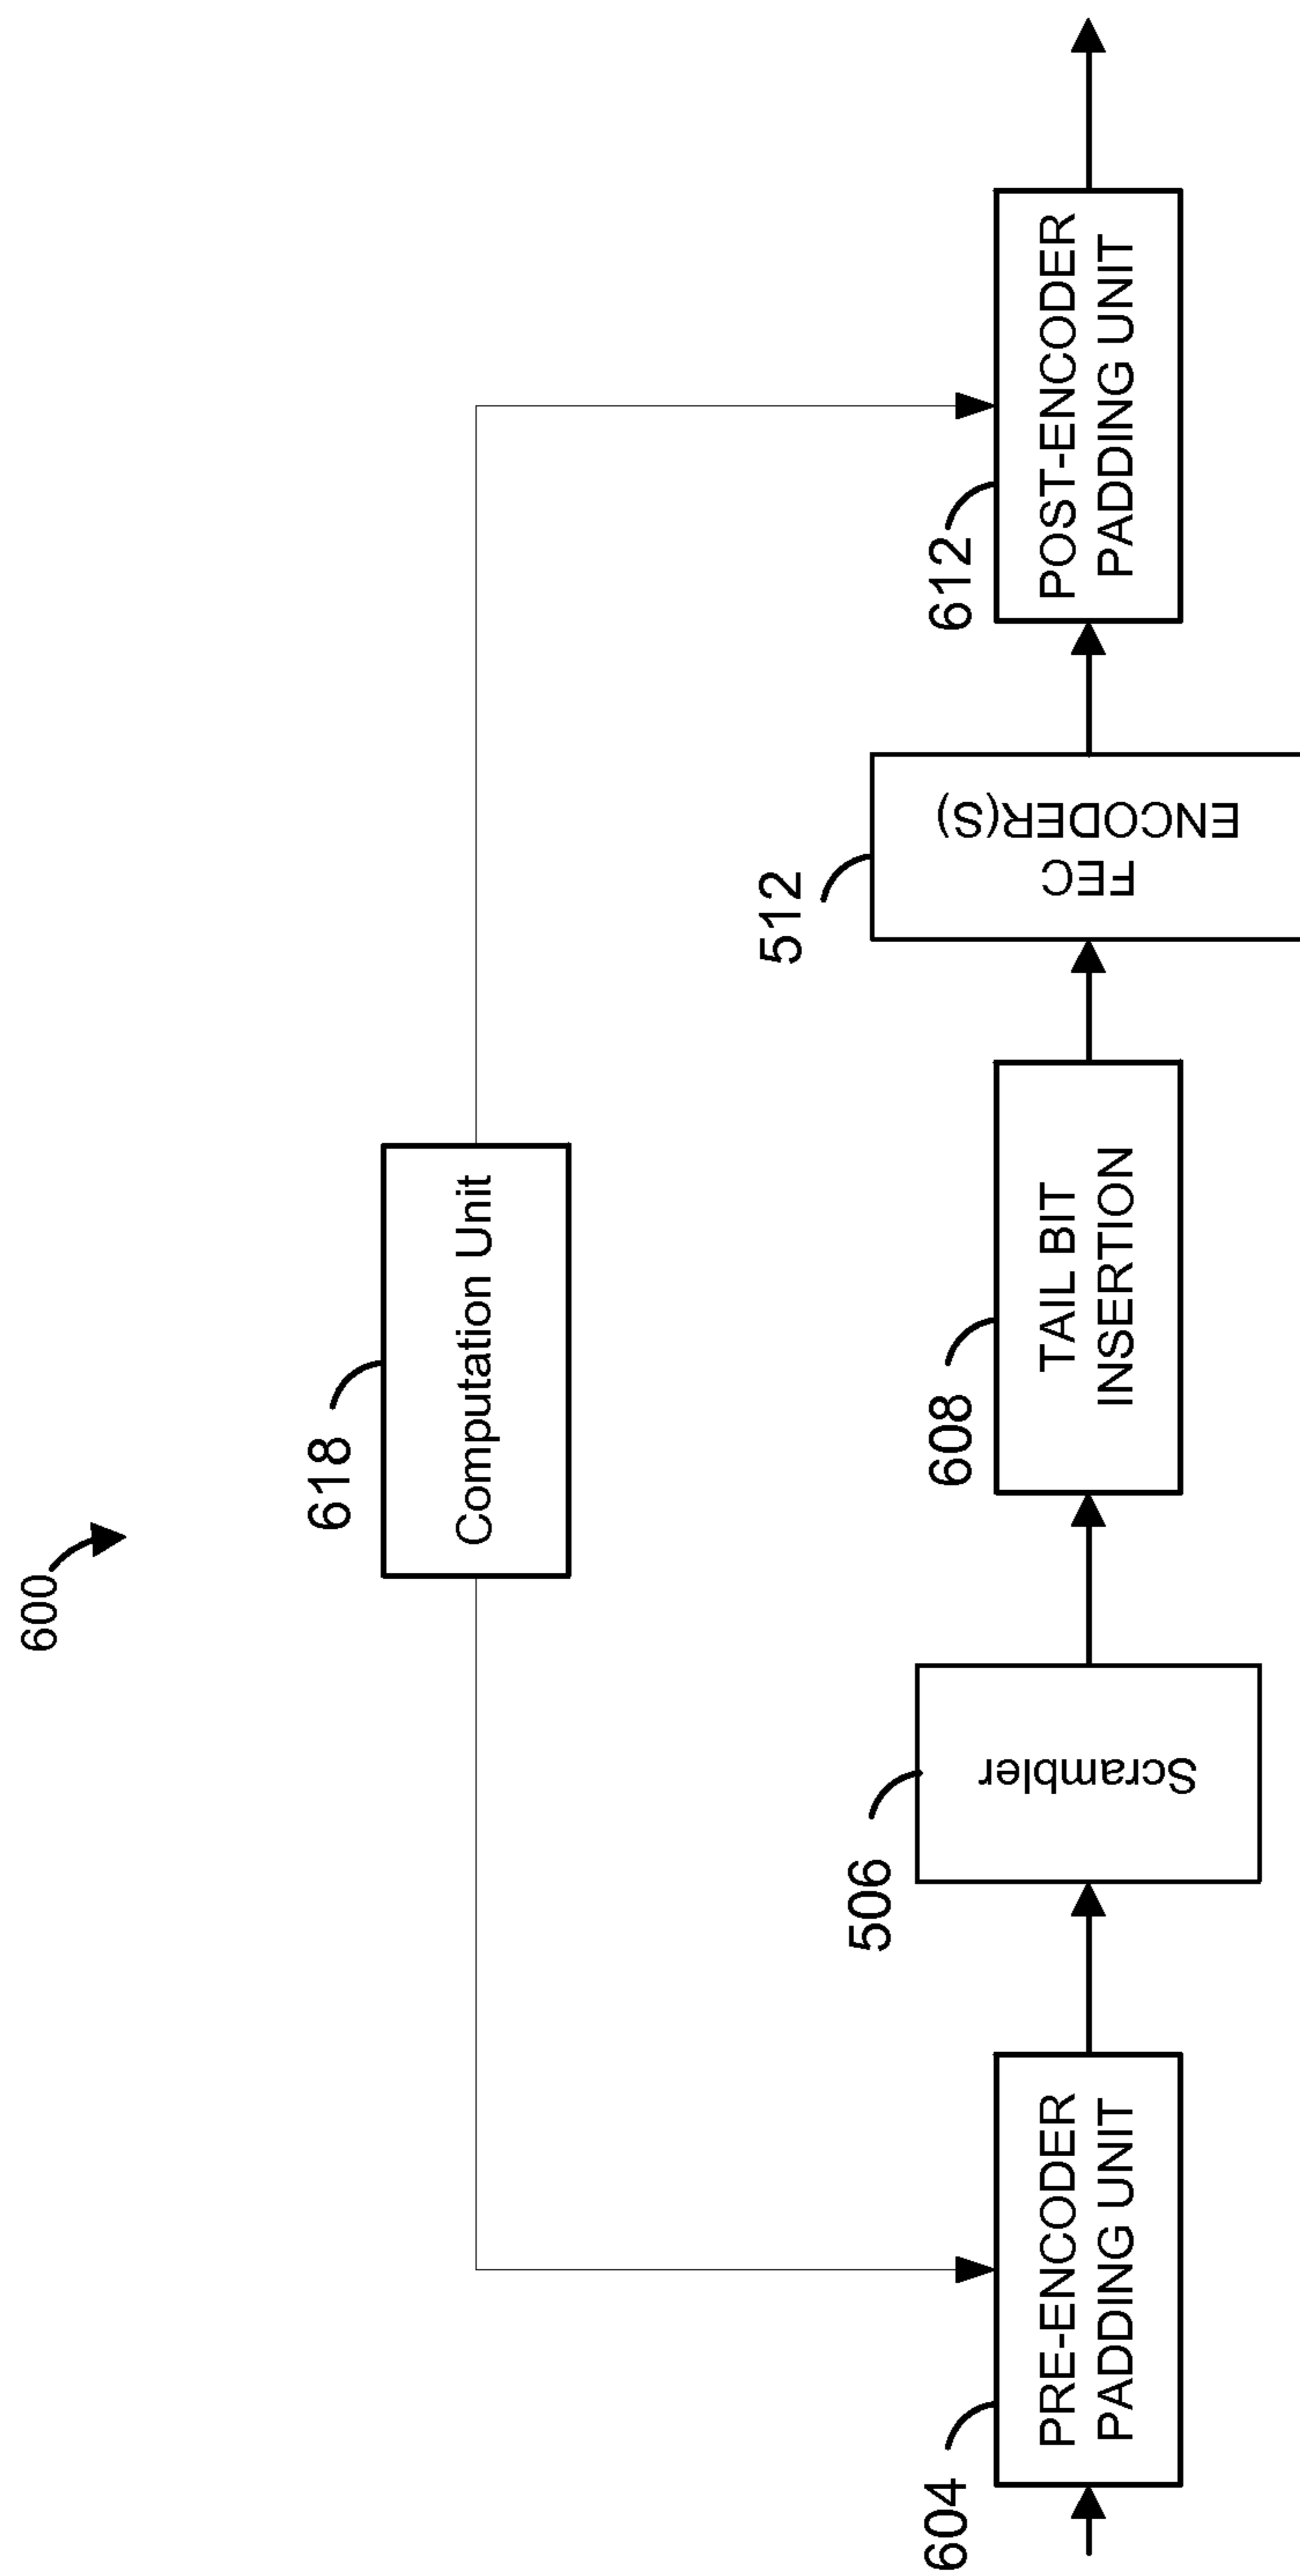 600
618
Computation Unit
604
PRE-ENCODER
PADDING UNIT
506
Scrambler
608
TAIL BIT
INSERTION
512
FEC
ENCODER(S)
612
POST-ENCODER
PADDING UNIT